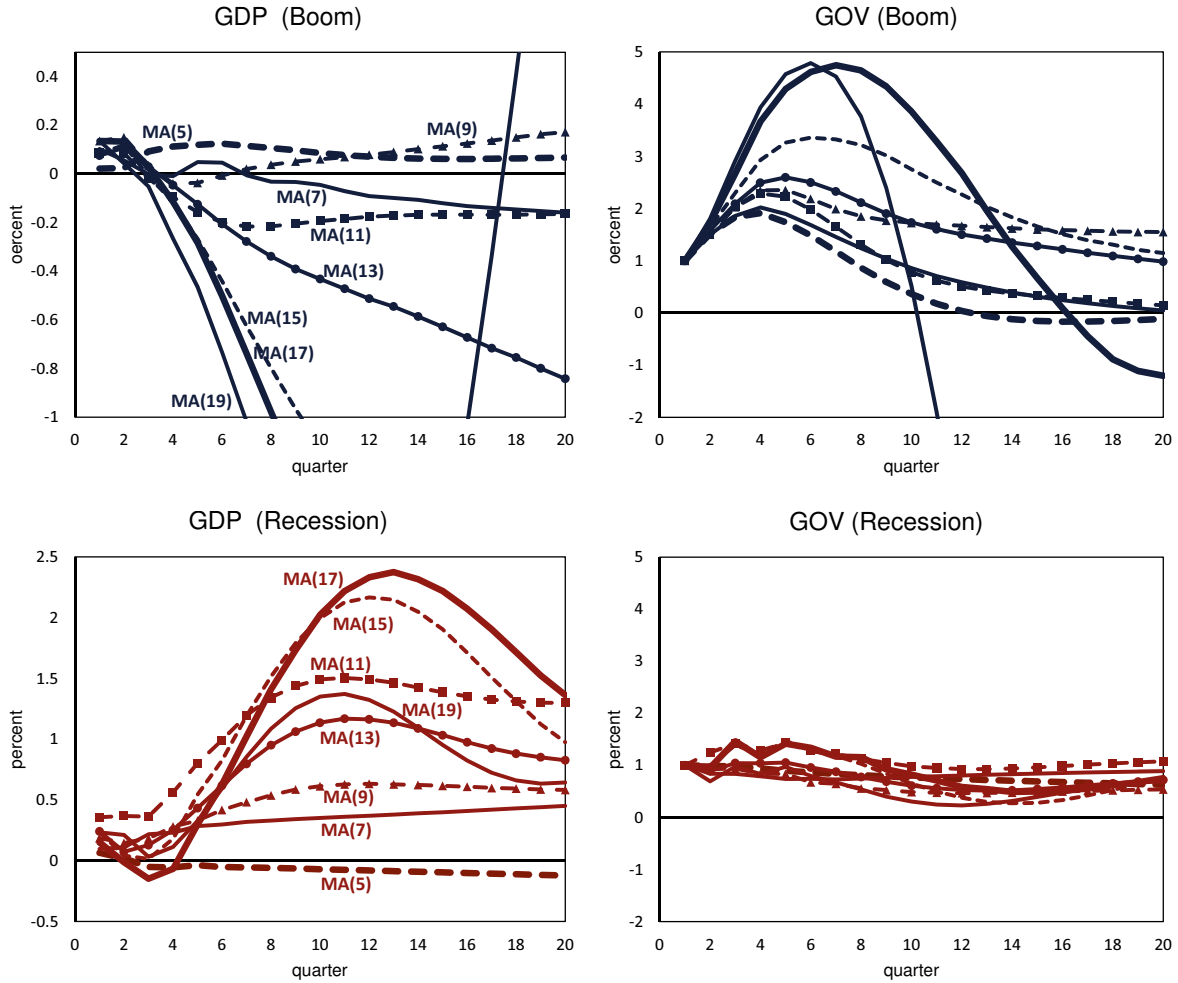 GDP (Boom)
0.4
0.2
0
-0.2
-0.4
-0.6
-0.8
-1
oercent
MA(5)
MA(9)
MA(7)
MA(11)
MA(13)
MA(15)
MA(17)
MA(19)
0 2 4 6 8 10 12 14 16 18 20
quarter
GOV (Boom)
5
4
3
2
1
0
-1
-2
oercent
0 2 4 6 8 10 12 14 16 18 20
quarter
GDP (Recession)
2.5
2
1.5
1
0.5
0
-0.5
percent
MA(17)
MA(15)
MA(11)
MA(19)
MA(13)
MA(9)
MA(7)
MA(5)
0 2 4 6 8 10 12 14 16 18 20
quarter
GOV (Recession)
5
4
3
2
1
0
-1
-2
percent
0 2 4 6 8 10 12 14 16 18 20
quarter